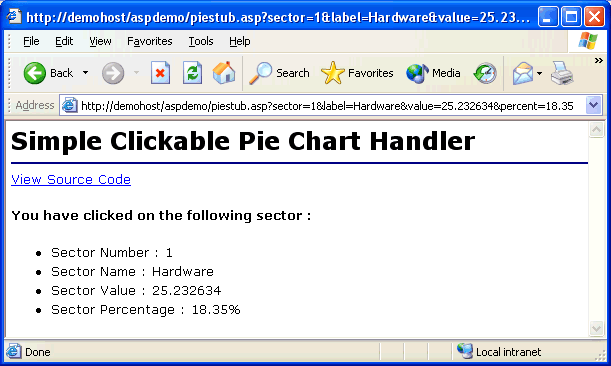 http://demohost/aspdemo/piestub.asp?sector=1&label=Hardware&value=25.23...
File Edit View Favorites Tools Help
Back Search Favorites Media
Address http://demohost/aspdemo/piestub.asp?sector=1&label=Hardware&value=25.232634&percent=18.35
Simple Clickable Pie Chart Handler
View Source Code
You have clicked on the following sector :
• Sector Number : 1
• Sector Name : Hardware
• Sector Value : 25.232634
• Sector Percentage : 18.35%
Done Local intranet